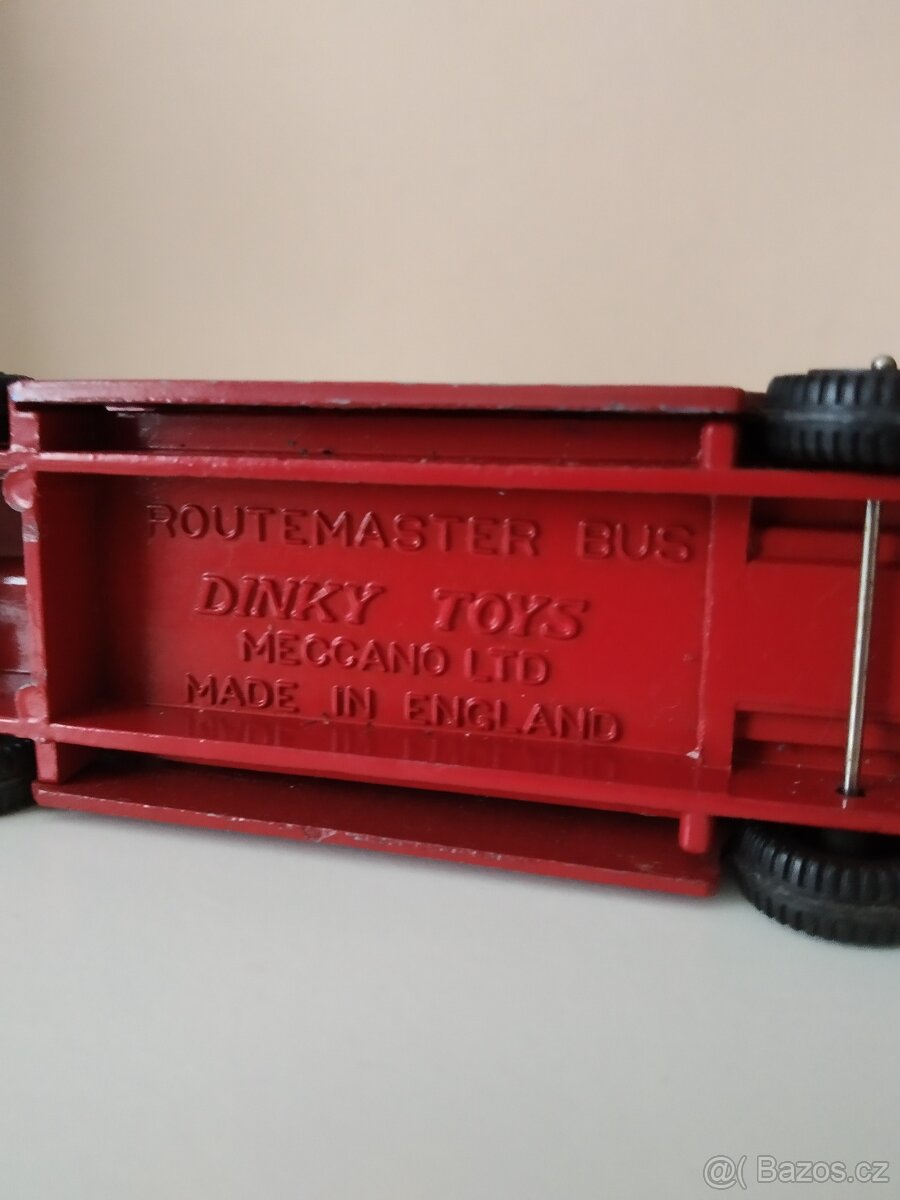 ROUTEMASTER BUS
DINKY TOYS
MECCANO LTD
MADE IN ENGLAND
@( Bazos.cz